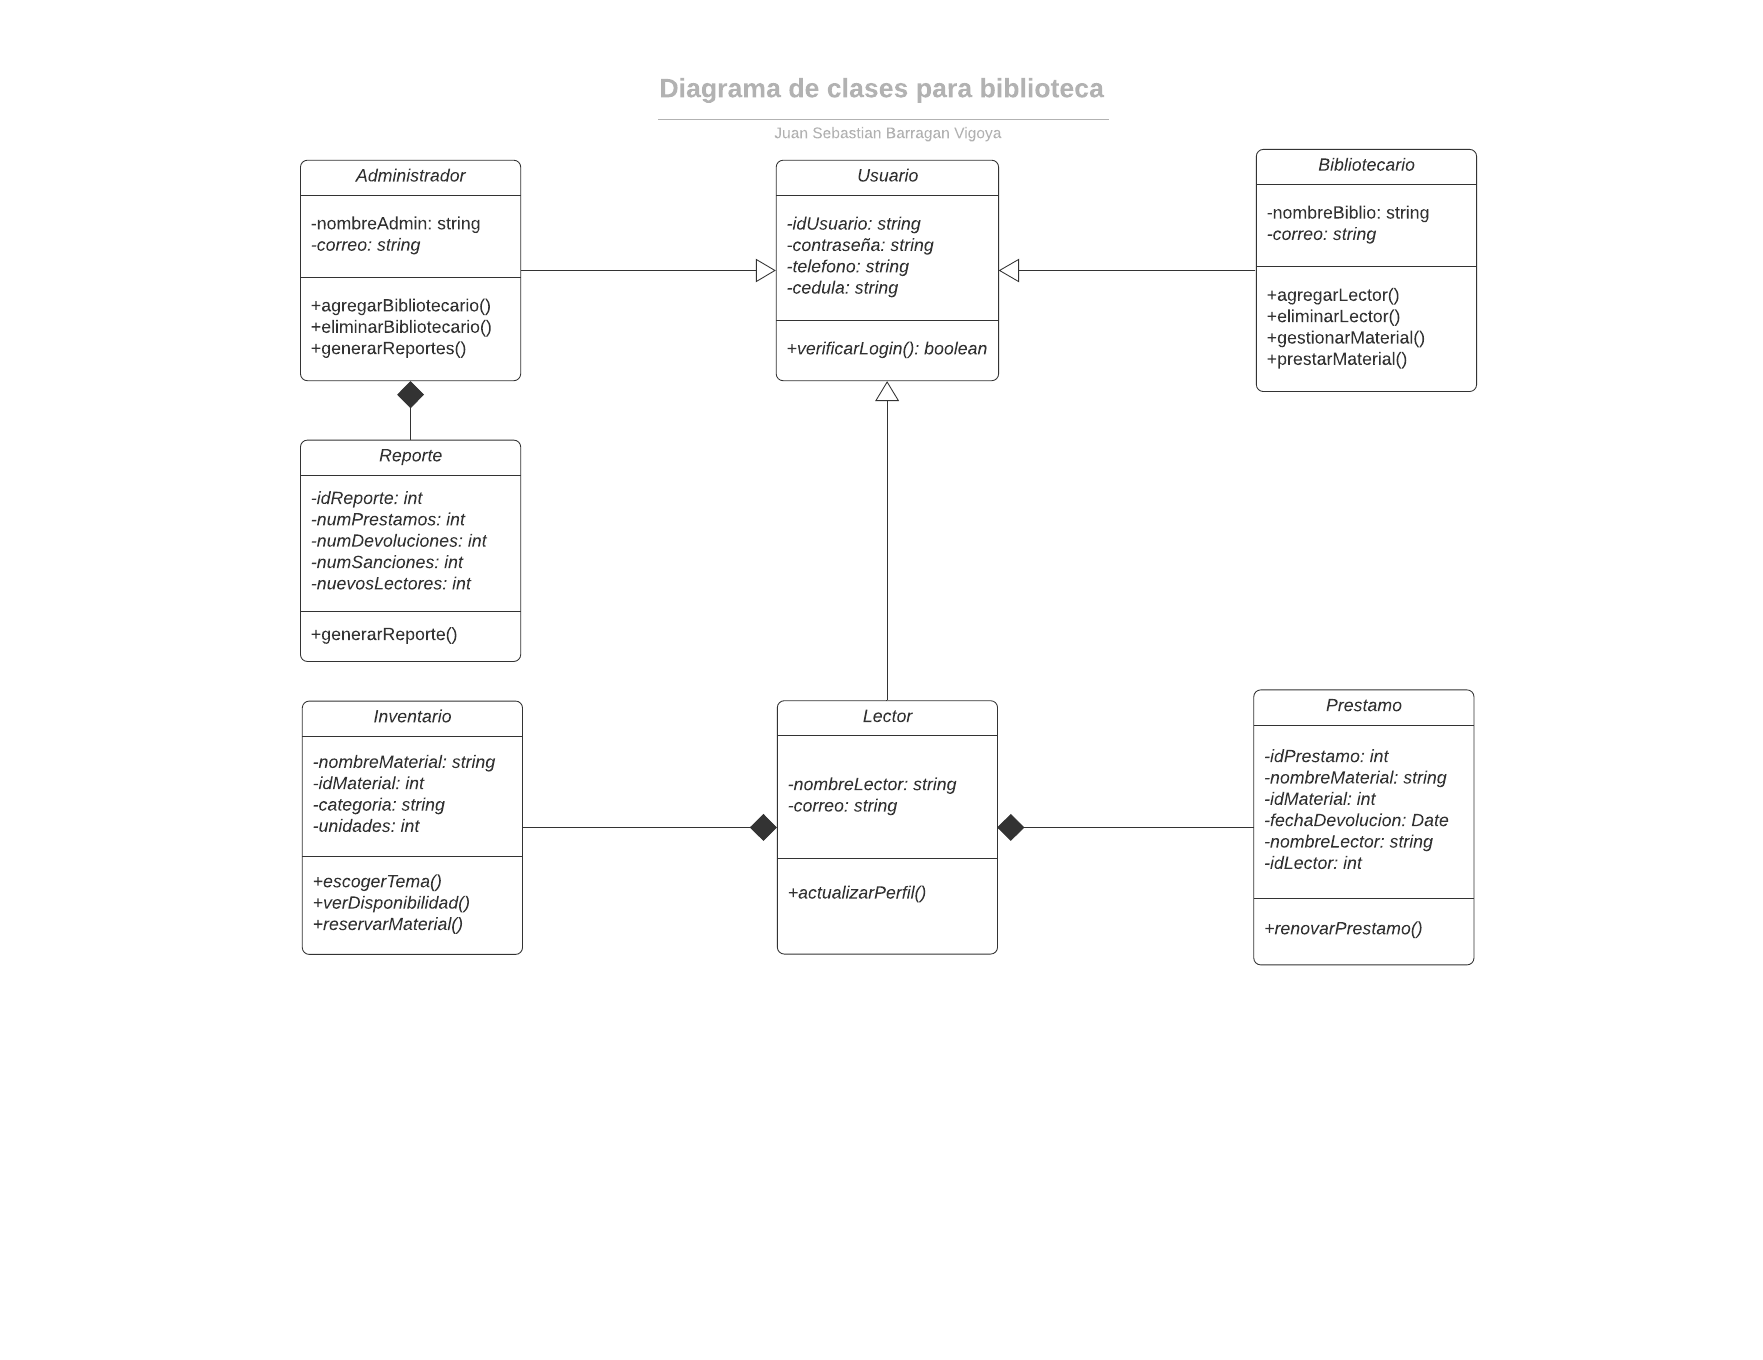 Diagrama de clases para biblioteca
Juan Sebastian Barragan Vigoya
Administrador
-nombreAdmin: string
-correo: string
+agregarBibliotecario()
+eliminarBibliotecario()
+generarReportes()
Usuario
-idUsuario: string
-contraseña: string
-telefono: string
-cedula: string
+verificarLogin(): boolean
Bibliotecario
-nombreBiblio: string
-correo: string
+agregarLector()
+eliminarLector()
+gestionarMaterial()
+prestarMaterial()
Reporte
-idReporte: int
-numPrestamos: int
-numDevoluciones: int
-numSanciones: int
-nuevosLectores: int
+generarReporte()
Inventario
-nombreMaterial: string
-idMaterial: int
-categoria: string
-unidades: int
+escogerTema()
+verDisponibilidad()
+reservarMaterial()
Lector
-nombreLector: string
-correo: string
+actualizarPerfil()
Prestamo
-idPrestamo: int
-nombreMaterial: string
-idMaterial: int
-fechaDevolucion: Date
-nombreLector: string
-idLector: int
+renovarPrestamo()